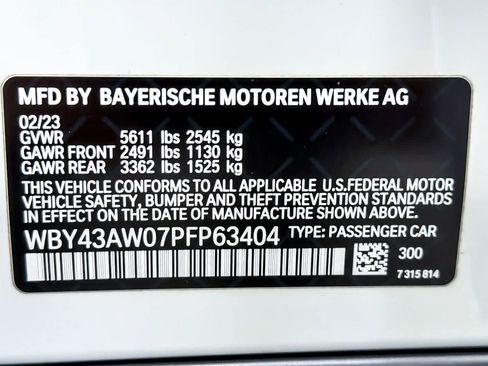 MFD BY BAYERISCHE MOTOREN WERKE AG
02/23
GVWR 5611 lbs 2545 kg
GAWR FRONT 2491 lbs 1130 kg
GAWR REAR 3362 lbs 1525 kg
THIS VEHICLE CONFORMS TO ALL APPLICABLE U.S.FEDERAL MOTOR
VEHICLE SAFETY, BUMPER AND THEFT PREVENTION STANDARDS
IN EFFECT ON THE DATE OF MANUFACTURE SHOWN ABOVE.
WBY43AW07PFP63404 TYPE: PASSENGER CAR
300
7 315 814